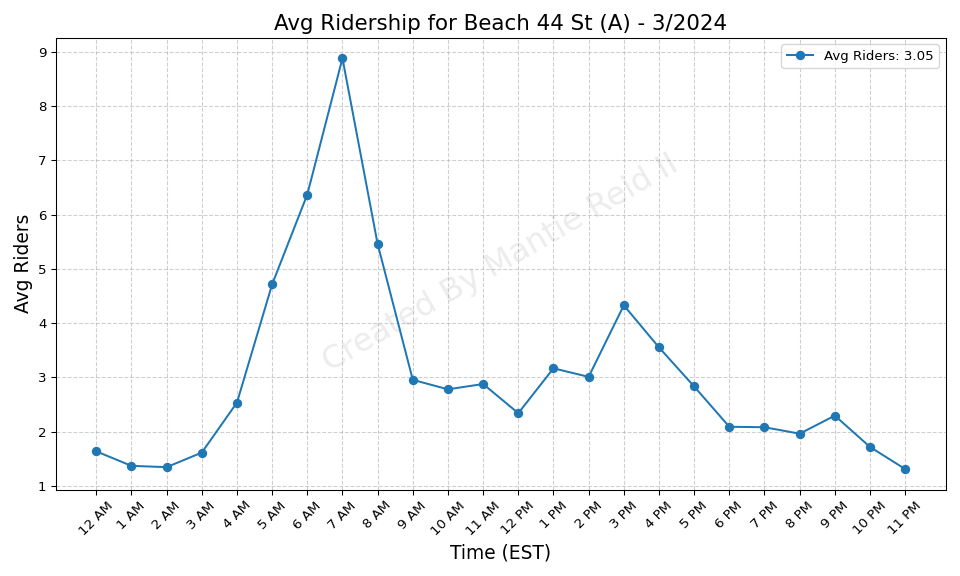 Avg Ridership for Beach 44 St (A) - 3/2024
Avg Riders: 3.05
Avg Riders
9
8
7
6
5
4
3
2
1
Created By Mantie Reid II
12 AM
1 AM
2 AM
3 AM
4 AM
5 AM
6 AM
7 AM
8 AM
9 AM
10 AM
11 AM
12 PM
1 PM
2 PM
3 PM
4 PM
5 PM
6 PM
7 PM
8 PM
9 PM
10 PM
11 PM
Time (EST)